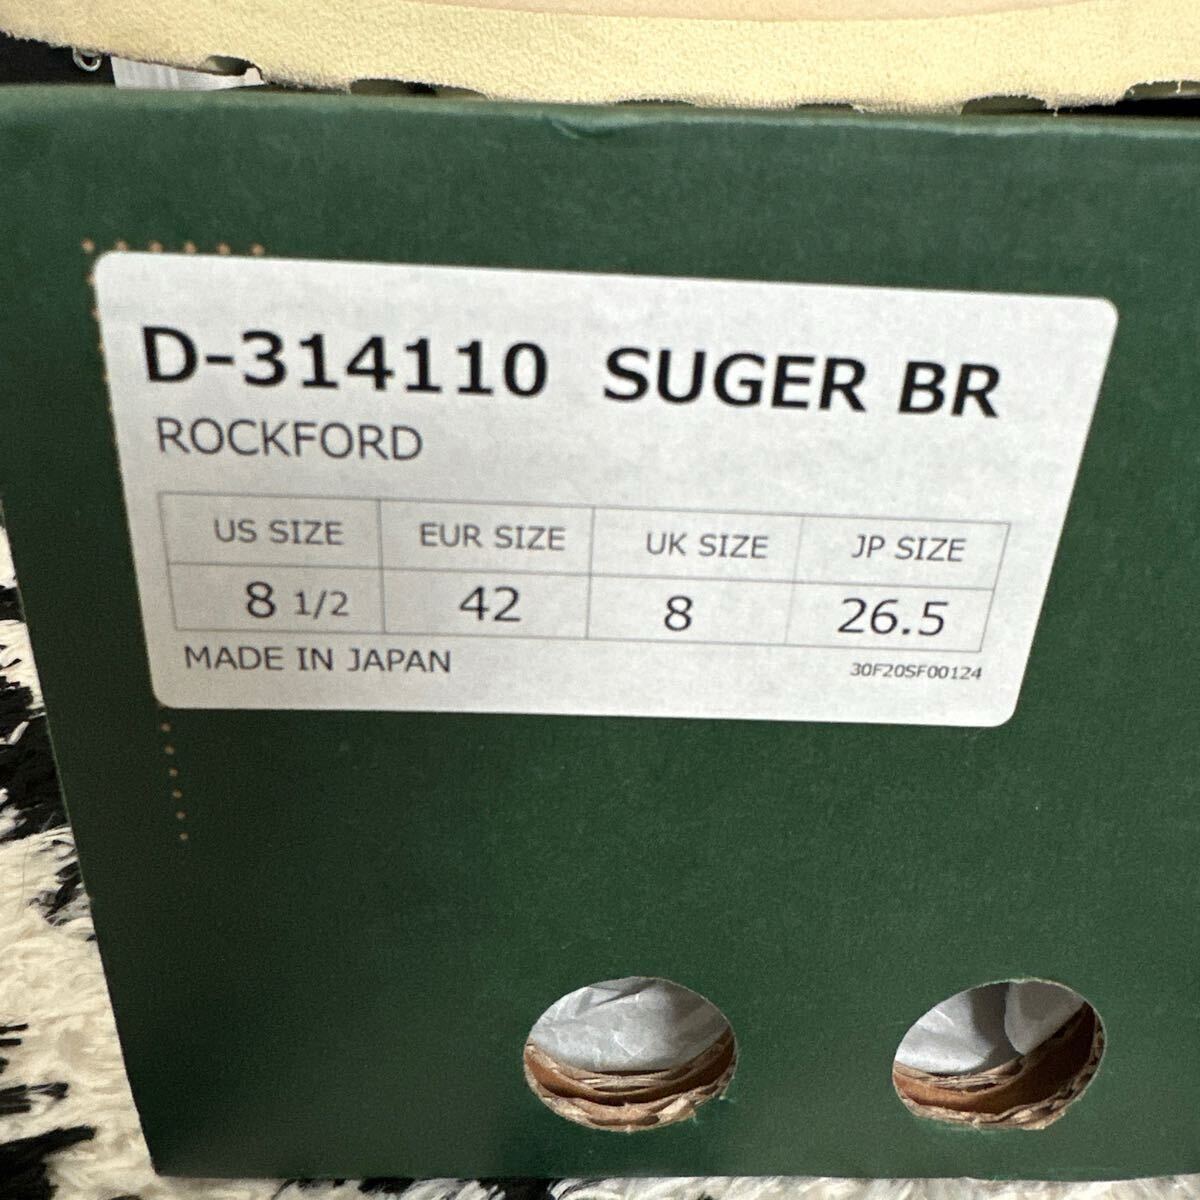 D-314110 SUGER BR
ROCKFORD
US SIZE EUR SIZE UK SIZE JP SIZE
8 1/2 42 8 26.5
MADE IN JAPAN 30F20SF00124